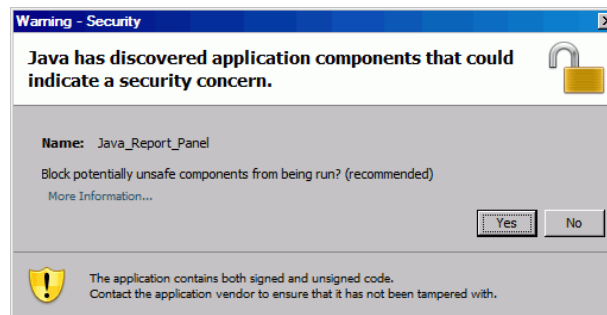 Warning - Security
Java has discovered application components that could
indicate a security concern.
Name: Java_Report_Panel
Block potentially unsafe components from being run? (recommended)
More Information...
Yes No
The application contains both signed and unsigned code.
Contact the application vendor to ensure that it has not been tampered with.